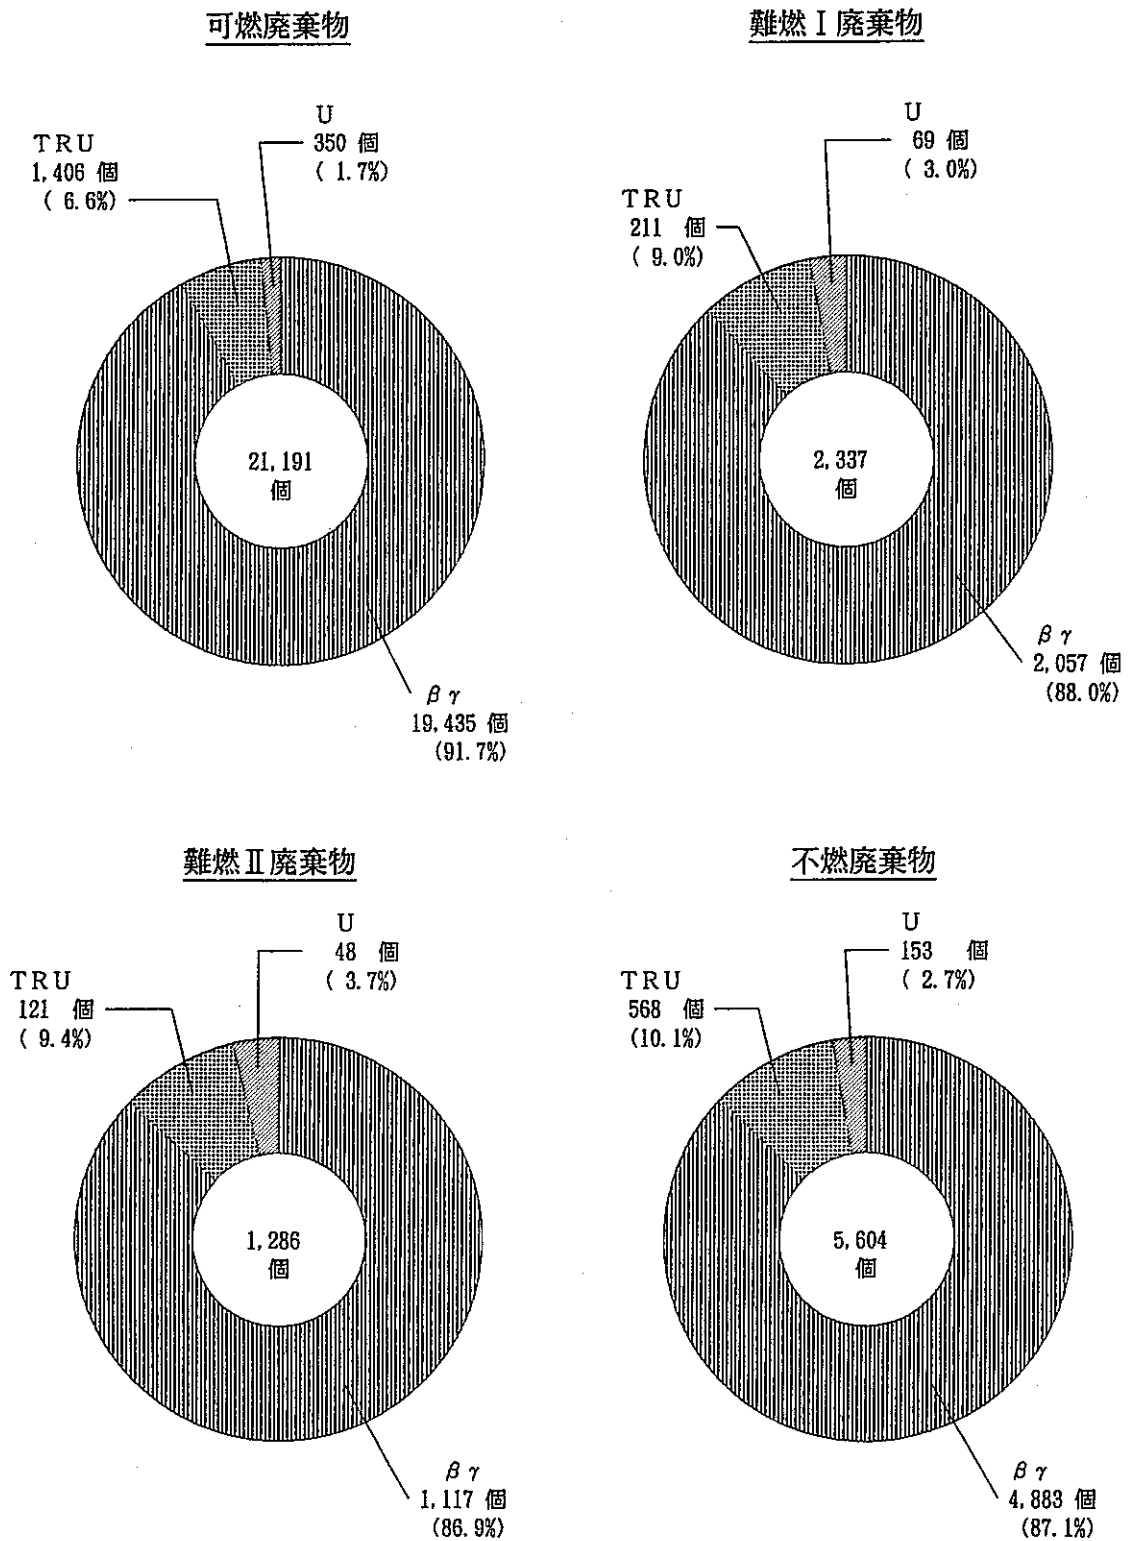 可燃廃棄物
U
350 個
( 1.7%)
TRU
1,406 個
( 6.6%)
21,191
個
βγ
19,435 個
(91.7%)
難燃Ⅰ廃棄物
U
69 個
( 3.0%)
TRU
211 個
( 9.0%)
2,337
個
βγ
2,057 個
(88.0%)
難燃Ⅱ廃棄物
U
48 個
( 3.7%)
TRU
121 個
( 9.4%)
1,286
個
βγ
1,117 個
(86.9%)
不燃廃棄物
U
153 個
( 2.7%)
TRU
568 個
(10.1%)
5,604
個
βγ
4,883 個
(87.1%)